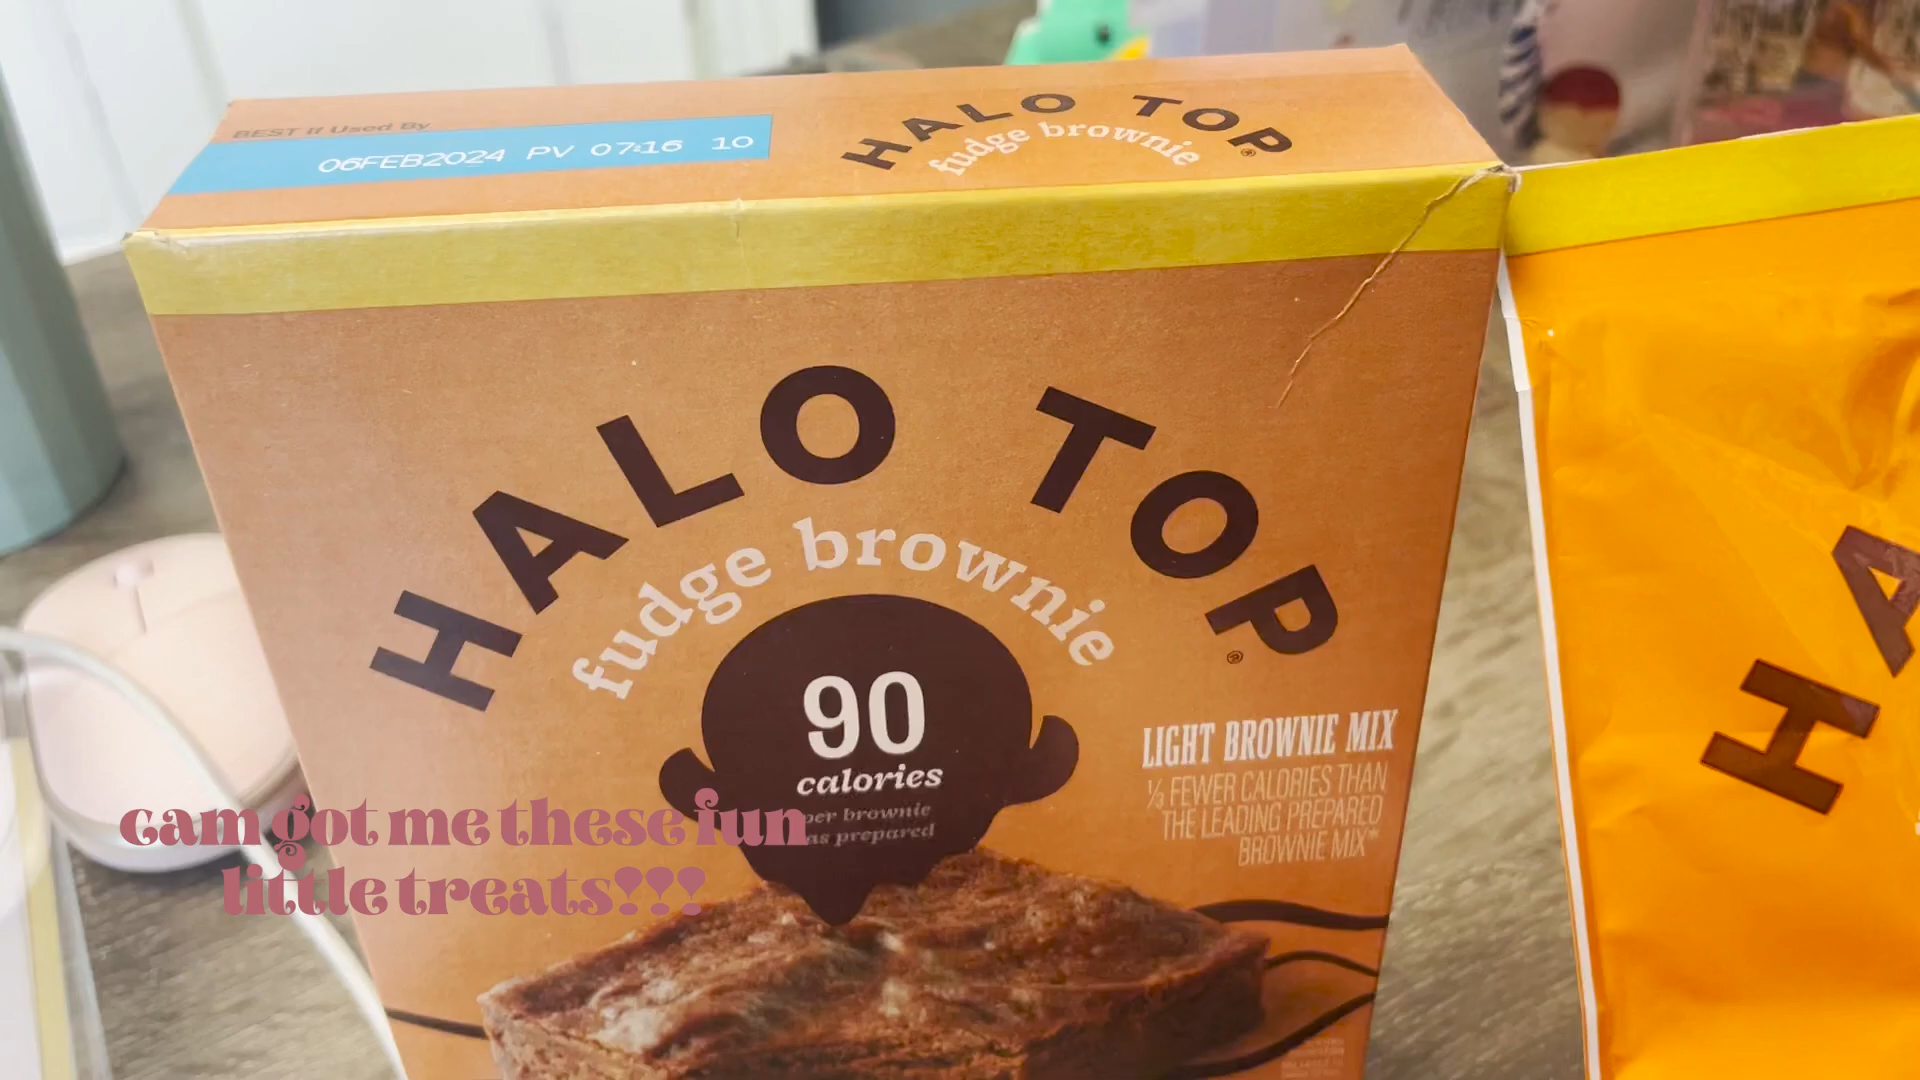 BEST If Used By
06FEB2024 PV 07:16 10
HALO TOP®
fudge brownie
HALO TOP®
fudge brownie
90
calories
per brownie
as prepared
LIGHT BROWNIE MIX
⅓ FEWER CALORIES THAN
THE LEADING PREPARED
BROWNIE MIX*
HA
cam got me these fun
little treats!!!